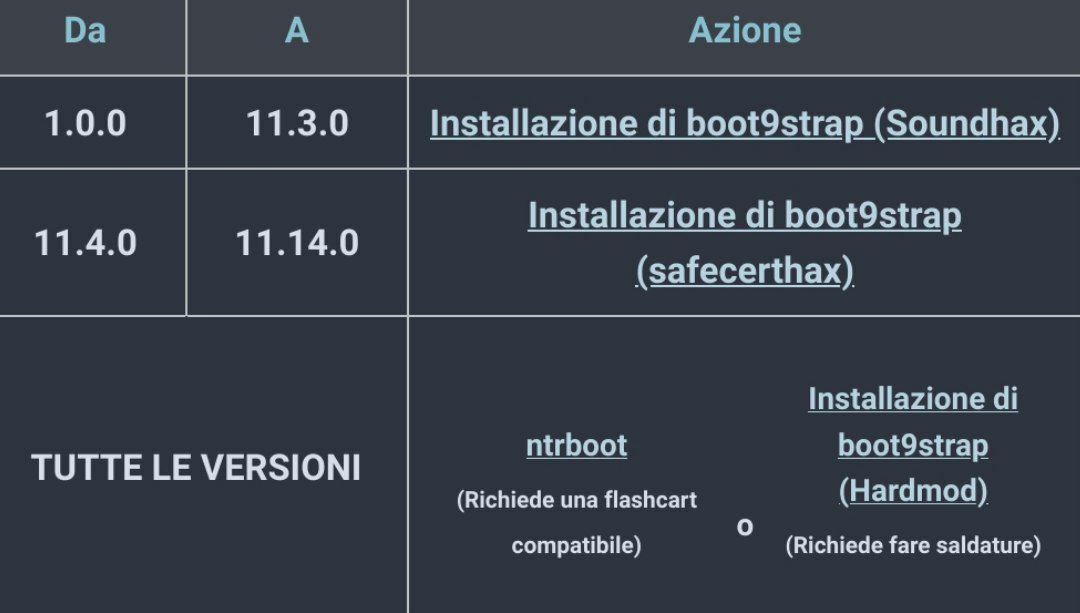 Da A Azione
1.0.0 11.3.0 Installazione di boot9strap (Soundhax)
11.4.0 11.14.0 Installazione di boot9strap
(safecerthax)
TUTTE LE VERSIONI
ntrboot
(Richiede una flashcart
compatibile)
o
Installazione di
boot9strap
(Hardmod)
(Richiede fare saldature)